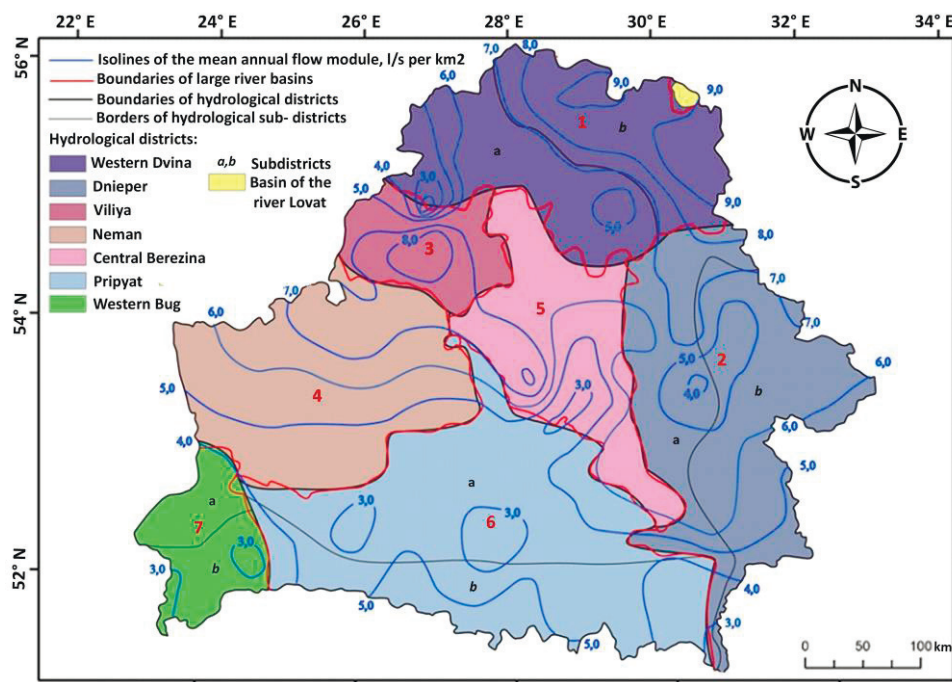 22° E
24° E
26° E
28° E
30° E
32° E
34° E
56° N
54° N
52° N
Isolines of the mean annual flow module, l/s per km2
Boundaries of large river basins
Boundaries of hydrological districts
Borders of hydrological sub- districts
Hydrological districts:
Western Dvina
Dnieper
Viliya
Neman
Central Berezina
Pripyat
Western Bug
a,b Subdistricts
Basin of the
river Lovat
N
W E
S
7,0
8,0
6,0
9,0
9,0
1
b
a
4,0
5,0
3,0
5,0
9,0
8,0
8,0
3
7,0
7,0
6,0
5
7,0
5,0
2
6,0
4,0
5,0
3,0
4
b
6,0
a
4,0
5,0
a
a
3,0
3,0
7
6
3,0
b
3,0
b
4,0
5,0
3,0
5,0
0 50 100 km